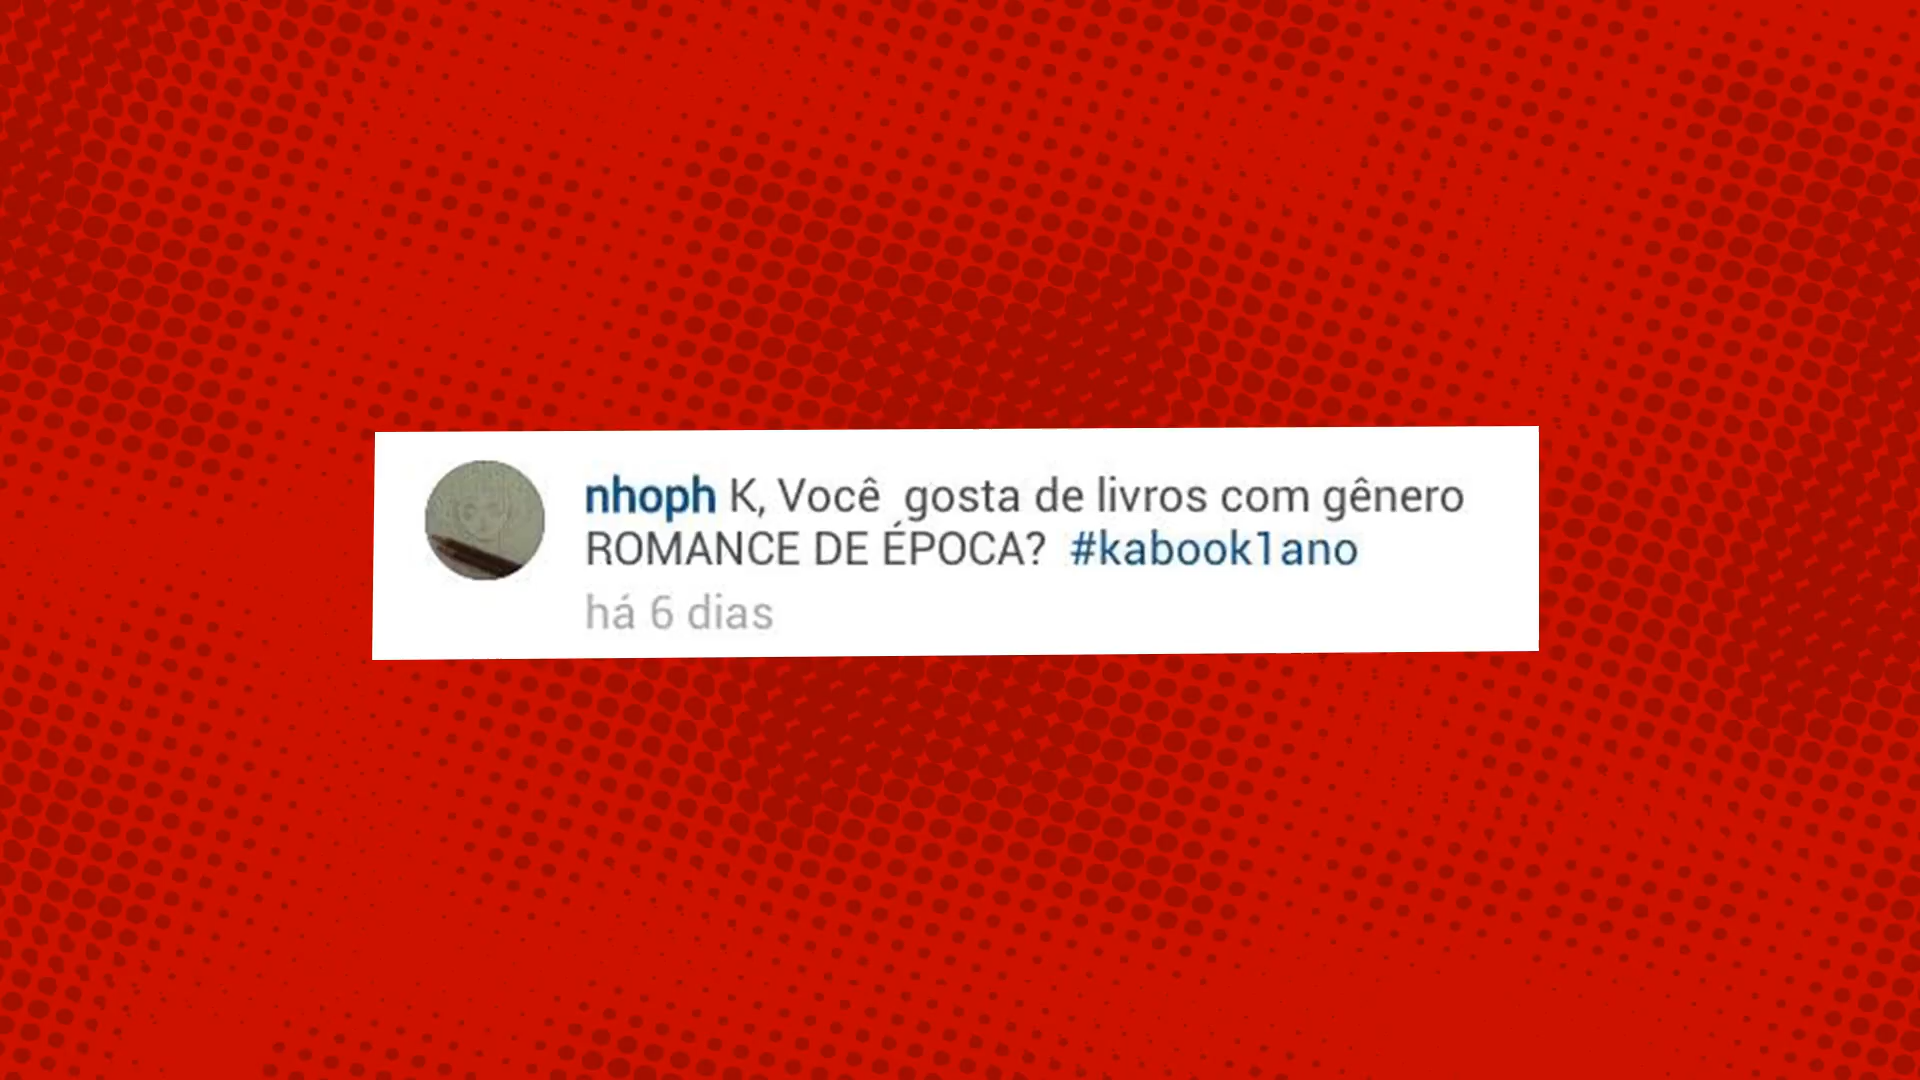 nhoph K, Você gosta de livros com gênero
ROMANCE DE ÉPOCA? #kabook1ano
há 6 dias